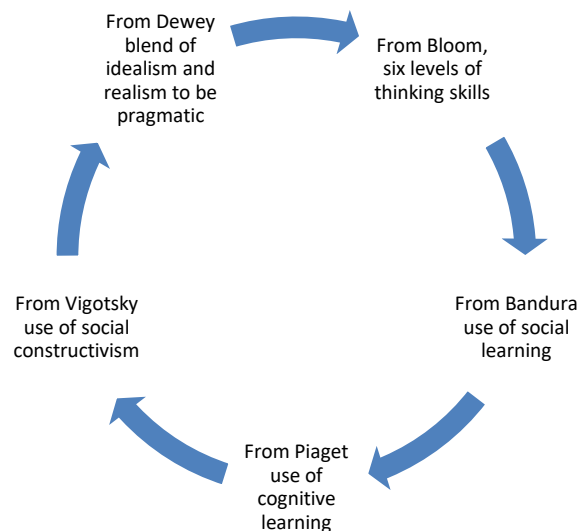 From Dewey
blend of
idealism and
realism to be
pragmatic
From Bloom,
six levels of
thinking skills
From Bandura
use of social
learning
From Piaget
use of
cognitive
learning
From Vigotsky
use of social
constructivism